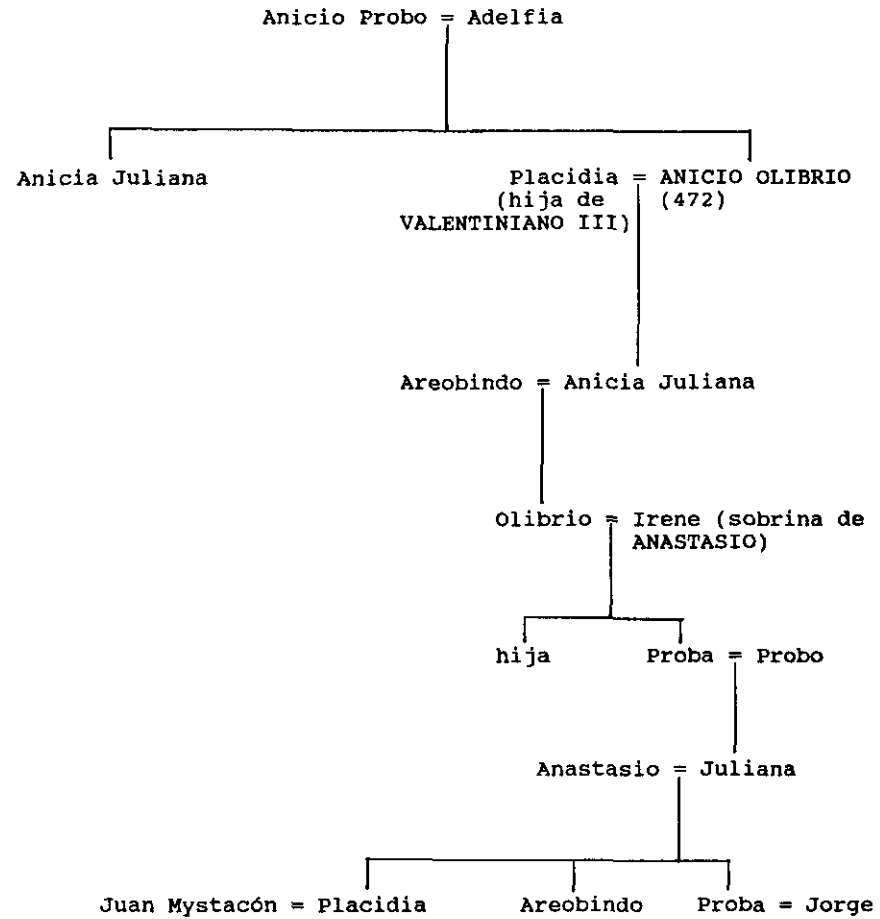 Anicio Probo = Adelfia
Anicia Juliana
Placidia = ANICIO OLIBRIO
(hija de (472)
VALENTINIANO III)
Areobindo = Anicia Juliana
Olibrio = Irene (sobrina de
ANASTASIO)
hija Proba = Probo
Anastasio = Juliana
Juan Mystacón = Placidia Areobindo Proba = Jorge